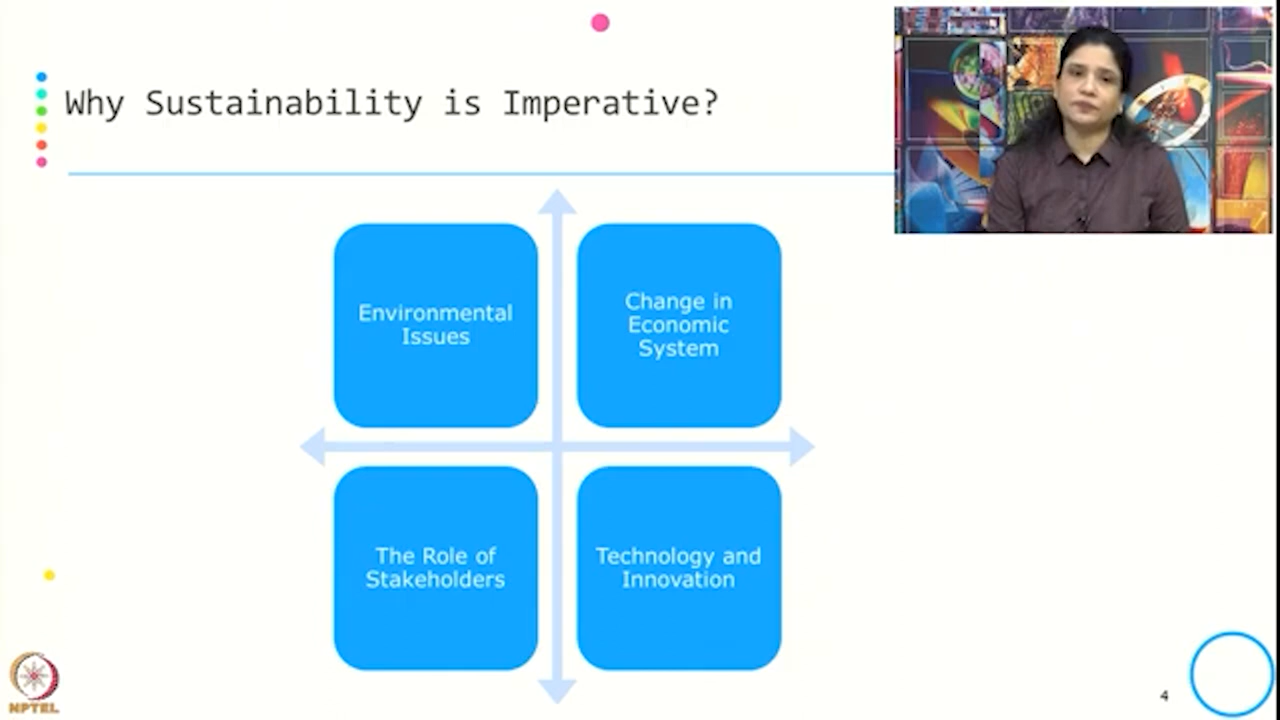 Why Sustainability is Imperative?
Environmental
Issues
Change in
Economic
System
The Role of
Stakeholders
Technology and
Innovation
NPTEL
4